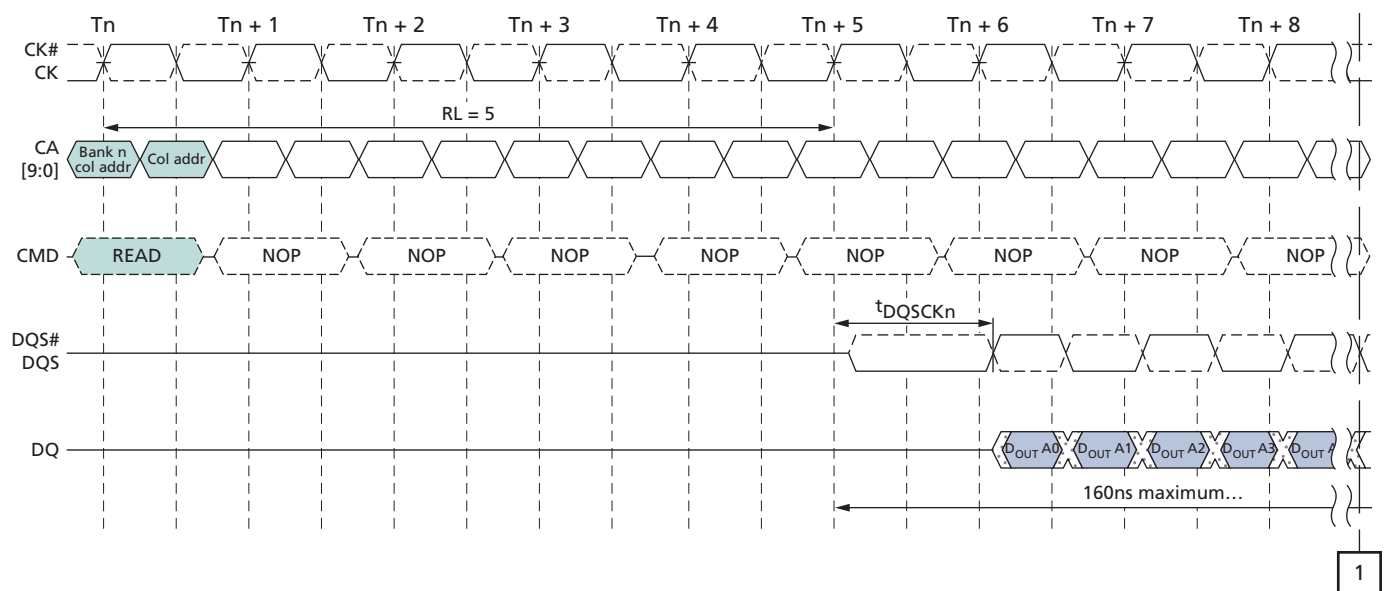 Tn Tn + 1 Tn + 2 Tn + 3 Tn + 4 Tn + 5 Tn + 6 Tn + 7 Tn + 8
CK#
CK
RL = 5
CA
[9:0]
Bank n
col addr
Col addr
CMD READ NOP NOP NOP NOP NOP NOP NOP NOP
tDQSCKn
DQS#
DQS
DQ DOUT A0 DOUT A1 DOUT A2 DOUT A3 DOUT A
160ns maximum…
1